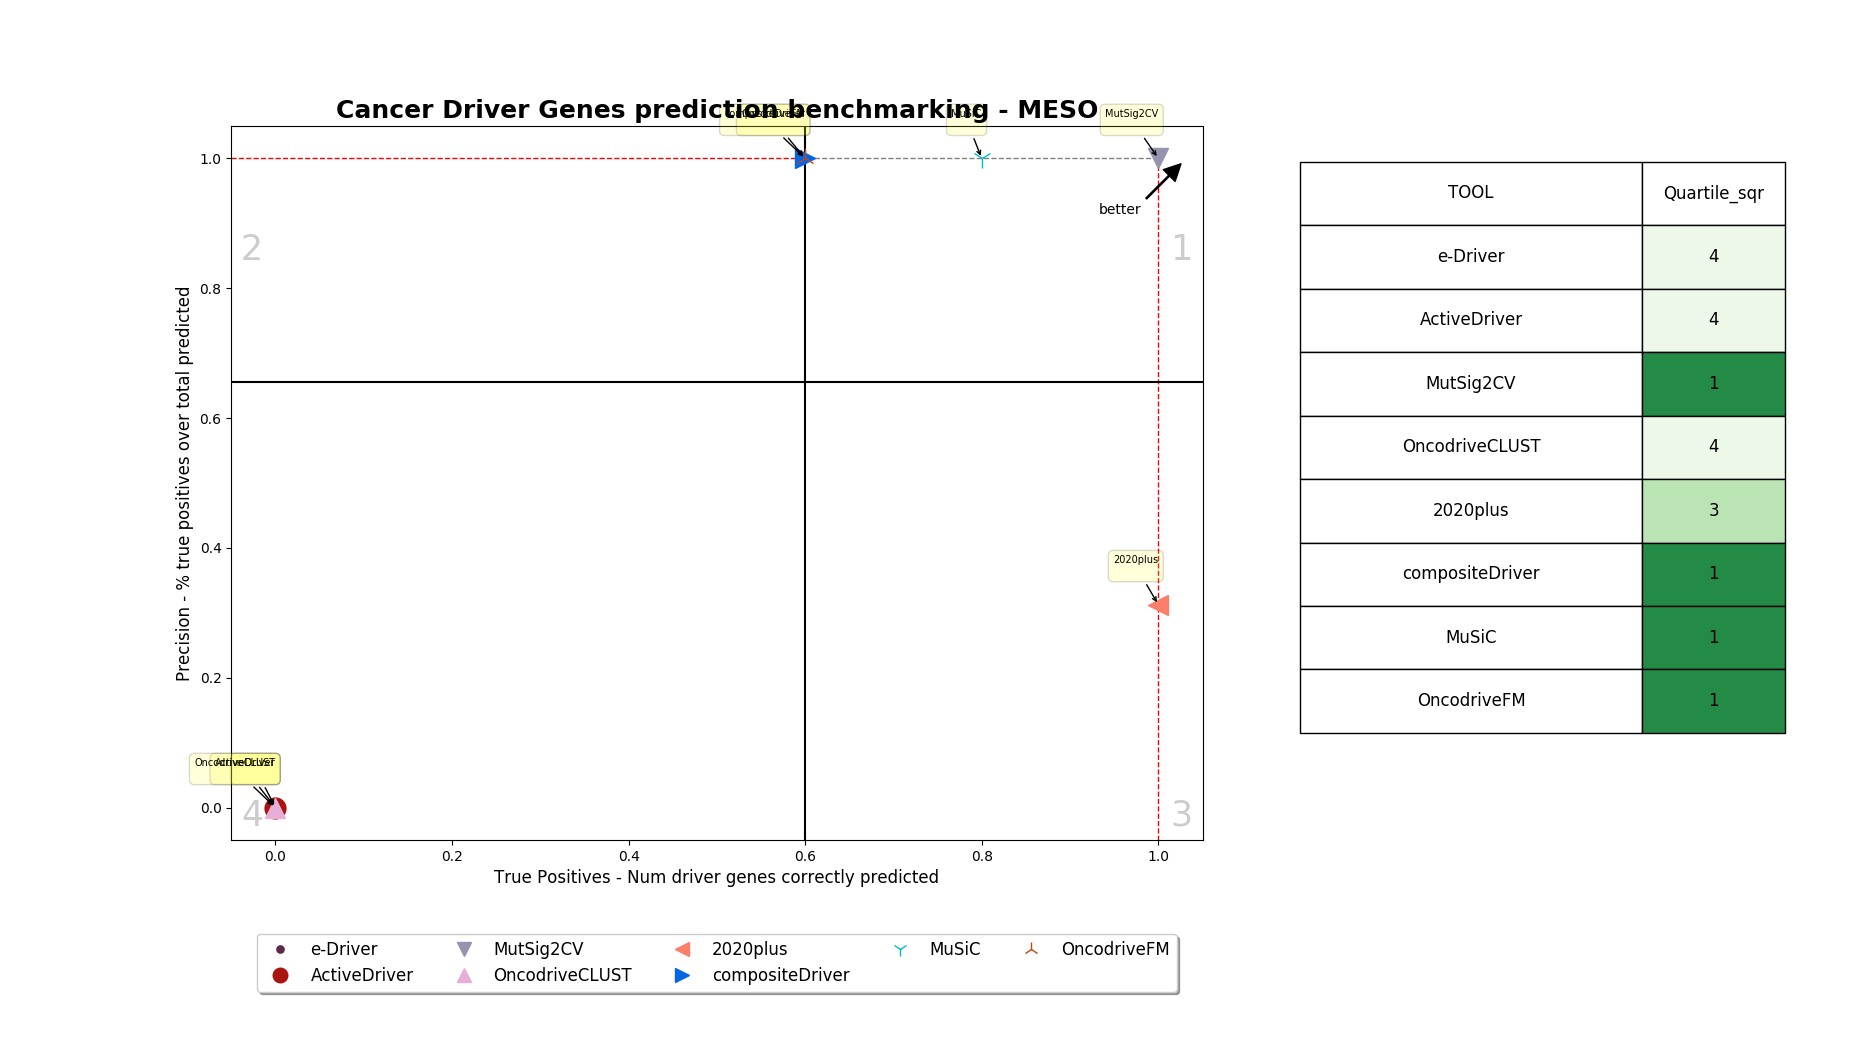 Cancer Driver Genes prediction benchmarking - MESO
MutSig2CV
better
2
1
2020plus
4
3
1.0
0.8
0.6
0.4
0.2
0.0
Precision - % true positives over total predicted
0.0 0.2 0.4 0.6 0.8 1.0
True Positives - Num driver genes correctly predicted
e-Driver MutSig2CV 2020plus MuSiC OncodriveFM
ActiveDriver OncodriveCLUST compositeDriver
TOOL Quartile_sqr
e-Driver 4
ActiveDriver 4
MutSig2CV 1
OncodriveCLUST 4
2020plus 3
compositeDriver 1
MuSiC 1
OncodriveFM 1